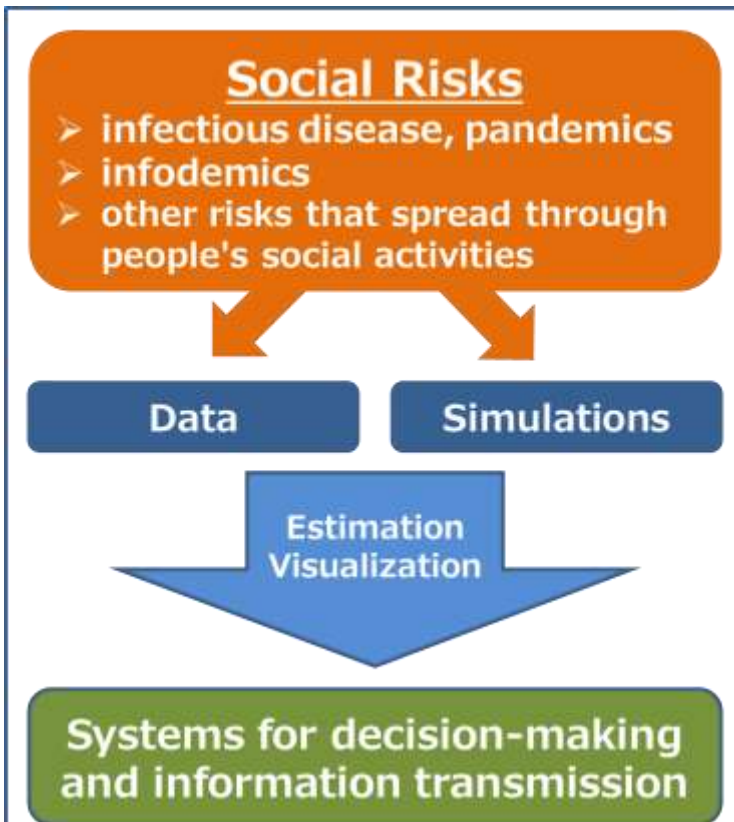 Social Risks
➢ infectious disease, pandemics
➢ infodemics
➢ other risks that spread through
people's social activities
Data
Simulations
Estimation
Visualization
Systems for decision-making
and information transmission